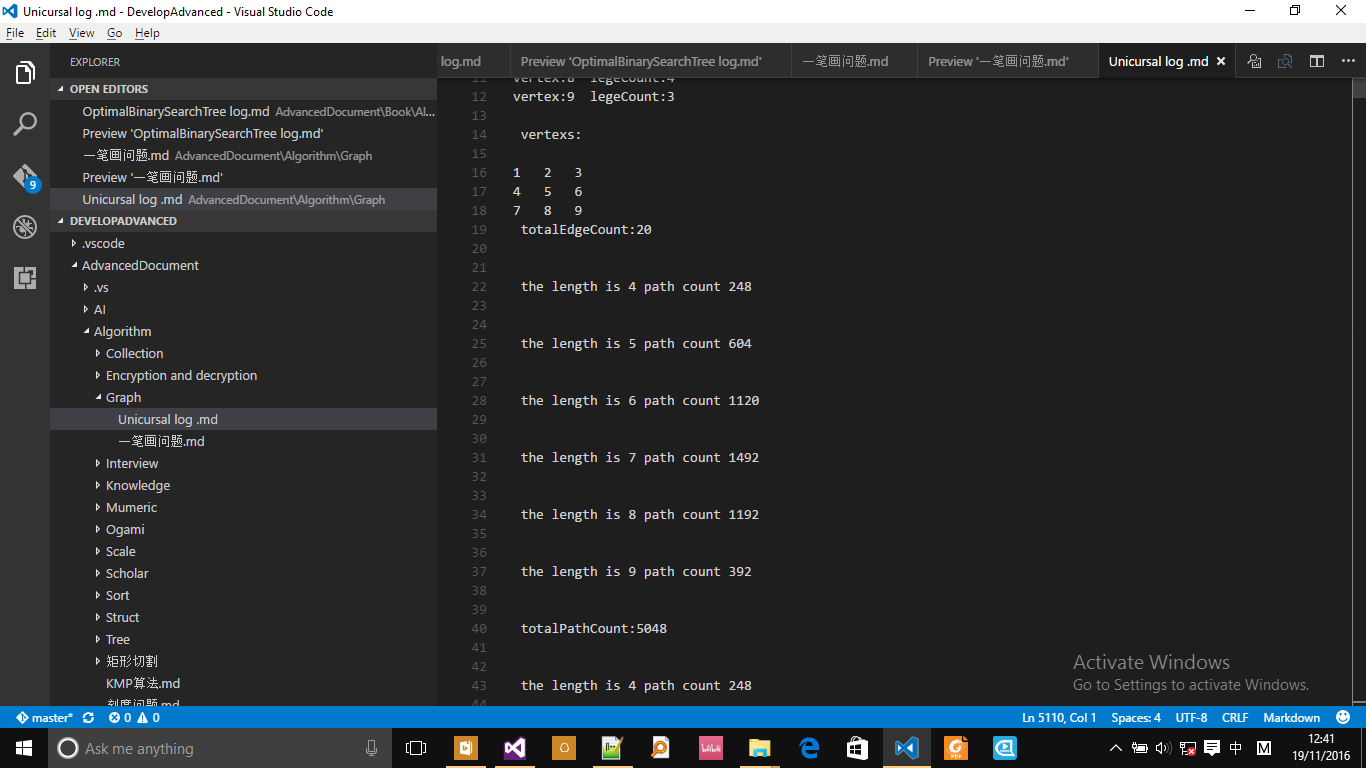 Unicursal log .md - DevelopAdvanced - Visual Studio Code
File Edit View Go Help
EXPLORER
OPEN EDITORS
OptimalBinarySearchTree log.md AdvancedDocument\Book\Al...
Preview 'OptimalBinarySearchTree log.md'
一笔画问题.md AdvancedDocument\Algorithm\Graph
Preview '一笔画问题.md'
Unicursal log .md AdvancedDocument\Algorithm\Graph
DEVELOPADVANCED
.vscode
AdvancedDocument
.vs
AI
Algorithm
Collection
Encryption and decryption
Graph
Unicursal log .md
一笔画问题.md
Interview
Knowledge
Mumeric
Ogami
Scale
Scholar
Sort
Struct
Tree
矩形切割
KMP算法.md
刻度问题.md
9
log.md Preview 'OptimalBinarySearchTree log.md' 一笔画问题.md Preview '一笔画问题.md' Unicursal log .md
11 vertex:8 legeCount:4
12 vertex:9 legeCount:3
13
14 vertexs:
15
16 1 2 3
17 4 5 6
18 7 8 9
19 totalEdgeCount:20
20
21
22 the length is 4 path count 248
23
24
25 the length is 5 path count 604
26
27
28 the length is 6 path count 1120
29
30
31 the length is 7 path count 1492
32
33
34 the length is 8 path count 1192
35
36
37 the length is 9 path count 392
38
39
40 totalPathCount:5048
41
42
43 the length is 4 path count 248
44
Activate Windows
Go to Settings to activate Windows.
master* 0 0 Ln 5110, Col 1 Spaces: 4 UTF-8 CRLF Markdown
Ask me anything
中 M
12:41
19/11/2016